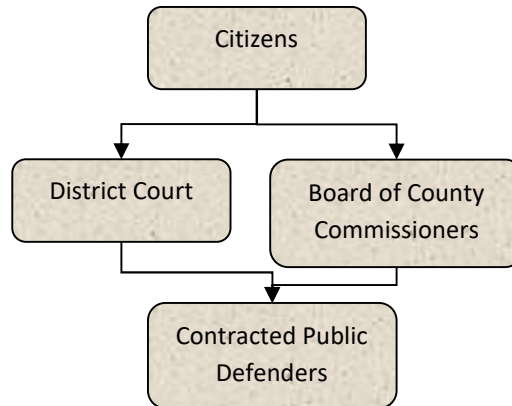 Citizens
District Court
Board of County
Commissioners
Contracted Public
Defenders